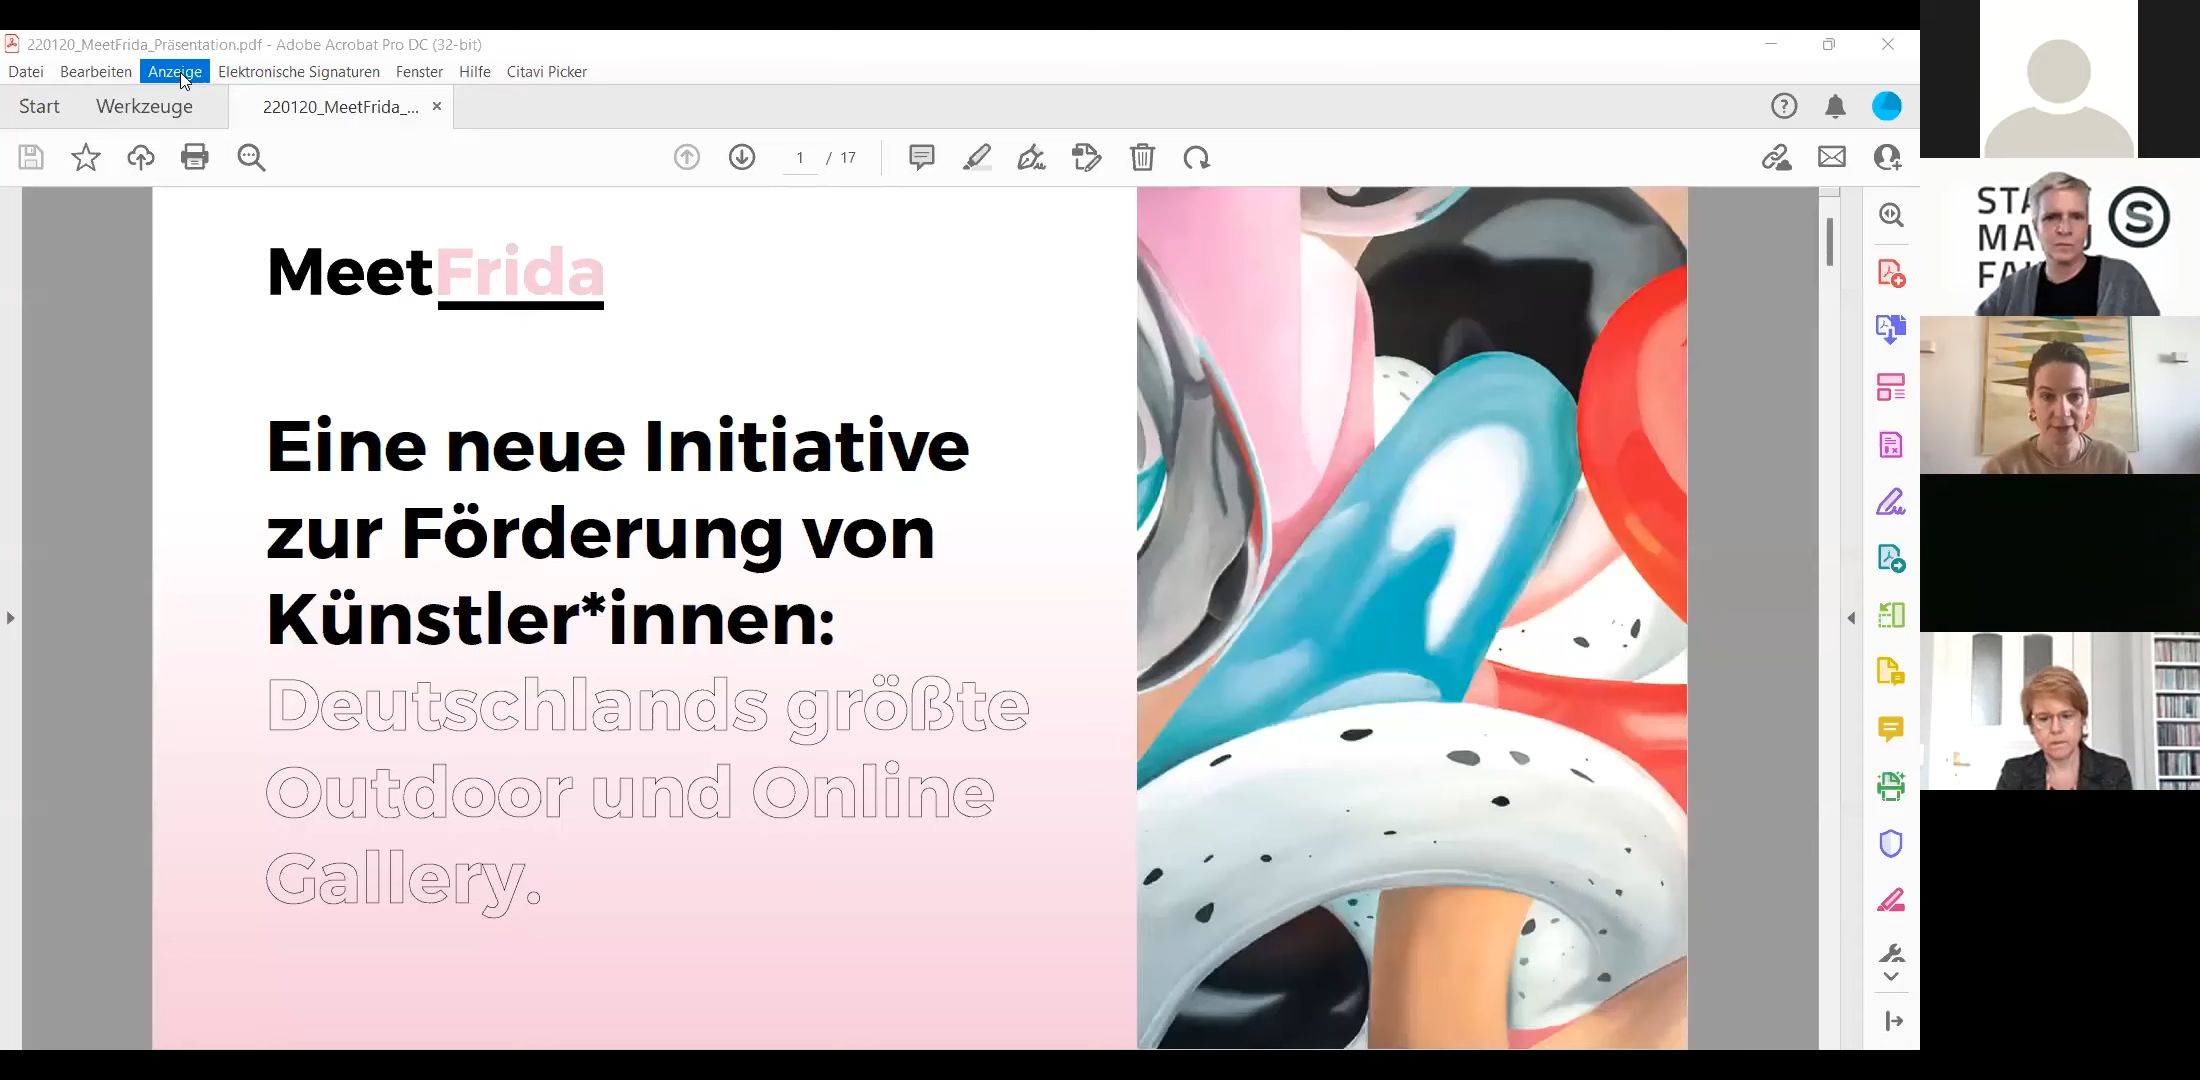 220120_MeetFrida_Präsentation.pdf - Adobe Acrobat Pro DC (32-bit)
Datei Bearbeiten Anzeige Elektronische Signaturen Fenster Hilfe Citavi Picker
Start Werkzeuge 220120_MeetFrida_...
1 / 17
MeetFrida
Eine neue Initiative
zur Förderung von
Künstler*innen:
Deutschlands größte
Outdoor und Online
Gallery.
S